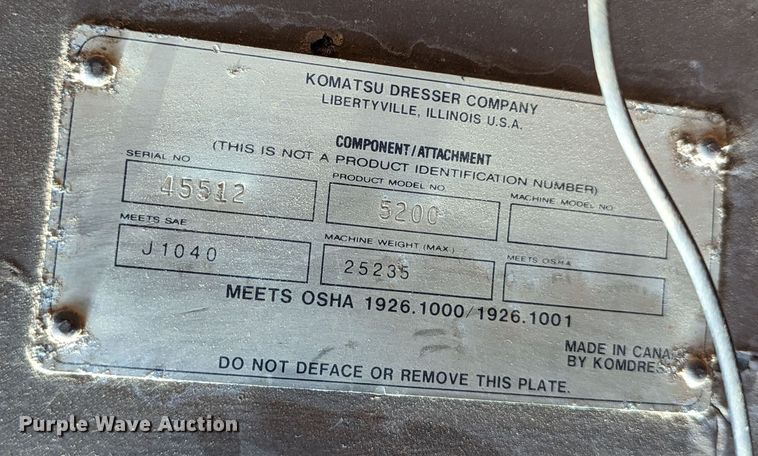 KOMATSU DRESSER COMPANY
LIBERTYVILLE, ILLINOIS U.S.A.
COMPONENT/ATTACHMENT
(THIS IS NOT A PRODUCT IDENTIFICATION NUMBER)
SERIAL NO PRODUCT MODEL NO. MACHINE MODEL NO.
45512 5200
MEETS SAE MACHINE WEIGHT (MAX.) MEETS OSHA
J1040 25235
MEETS OSHA 1926.1000/1926.1001
MADE IN CANA
BY KOMDRES
DO NOT DEFACE OR REMOVE THIS PLATE.
Purple Wave Auction